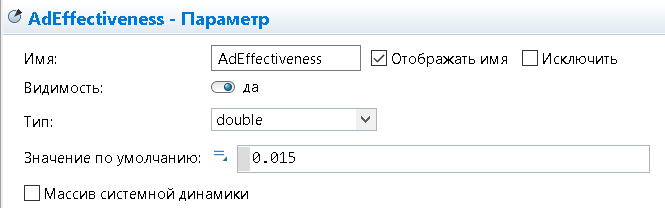 AdEffectiveness - Параметр
Имя: AdEffectiveness Отображать имя Исключить
Видимость: да
Тип: double
Значение по умолчанию: 0.015
Массив системной динамики